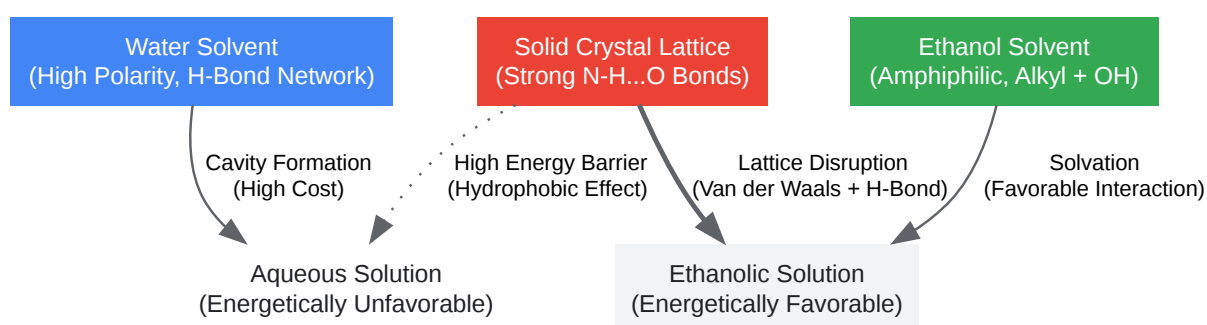 Water Solvent
(High Polarity, H-Bond Network)
Solid Crystal Lattice
(Strong N-H...O Bonds)
Ethanol Solvent
(Amphiphilic, Alkyl + OH)
Cavity Formation
(High Cost)
High Energy Barrier
(Hydrophobic Effect)
Lattice Disruption
(Van der Waals + H-Bond)
Solvation
(Favorable Interaction)
Aqueous Solution
(Energetically Unfavorable)
Ethanolic Solution
(Energetically Favorable)